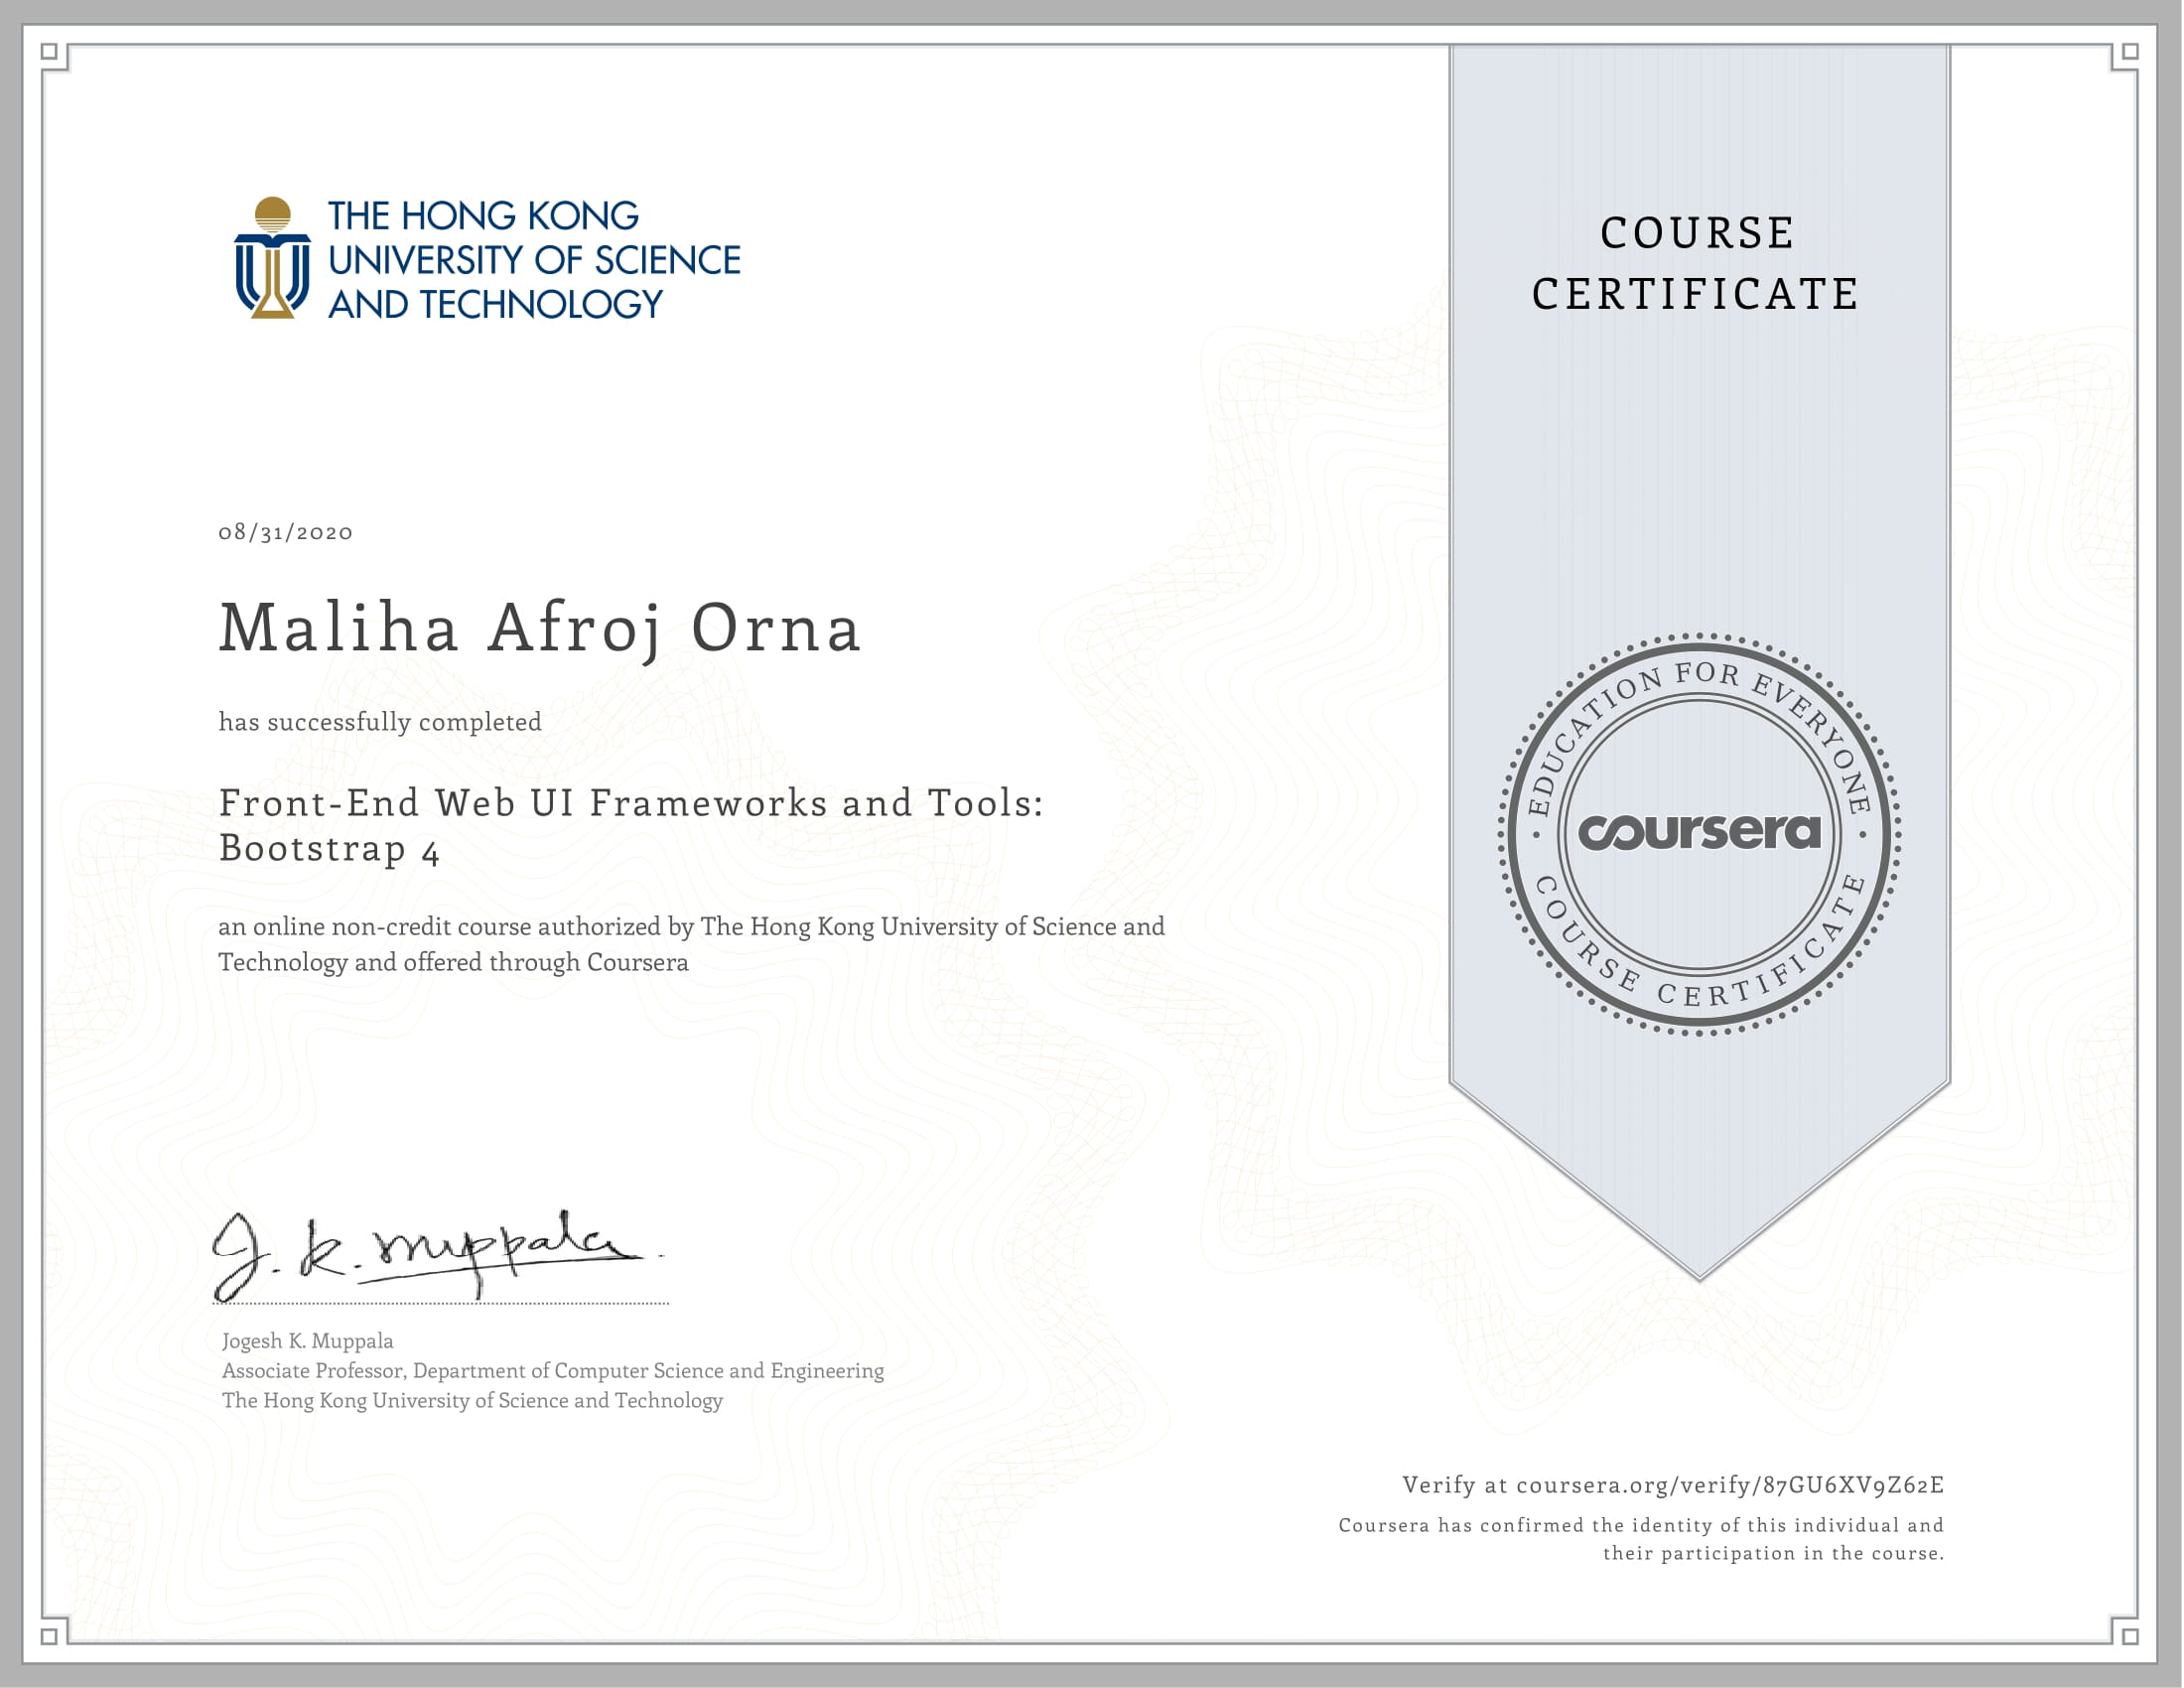 THE HONG KONG
UNIVERSITY OF SCIENCE
AND TECHNOLOGY
COURSE
CERTIFICATE
08/31/2020
Maliha Afroj Orna
has successfully completed
Front-End Web UI Frameworks and Tools:
Bootstrap 4
an online non-credit course authorized by The Hong Kong University of Science and
Technology and offered through Coursera
EDUCATION FOR EVERYONE
coursera
COURSE CERTIFICATE
J. K. Muppala
Jogesh K. Muppala
Associate Professor, Department of Computer Science and Engineering
The Hong Kong University of Science and Technology
Verify at coursera.org/verify/87GU6XV9Z62E
Coursera has confirmed the identity of this individual and
their participation in the course.